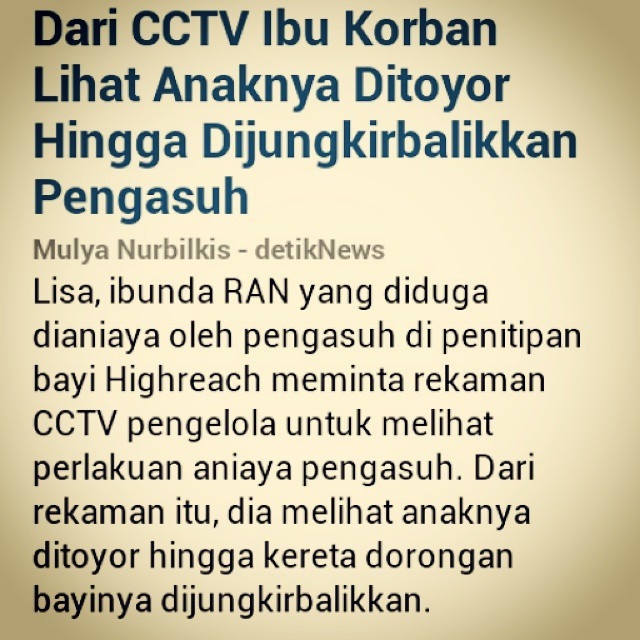 Dari CCTV Ibu Korban
Lihat Anaknya Ditoyor
Hingga Dijungkirbalikkan
Pengasuh
Mulya Nurbilkis - detikNews
Lisa, ibunda RAN yang diduga
dianiaya oleh pengasuh di penitipan
bayi Highreach meminta rekaman
CCTV pengelola untuk melihat
perlakuan aniaya pengasuh. Dari
rekaman itu, dia melihat anaknya
ditoyor hingga kereta dorongan
bayinya dijungkirbalikkan.